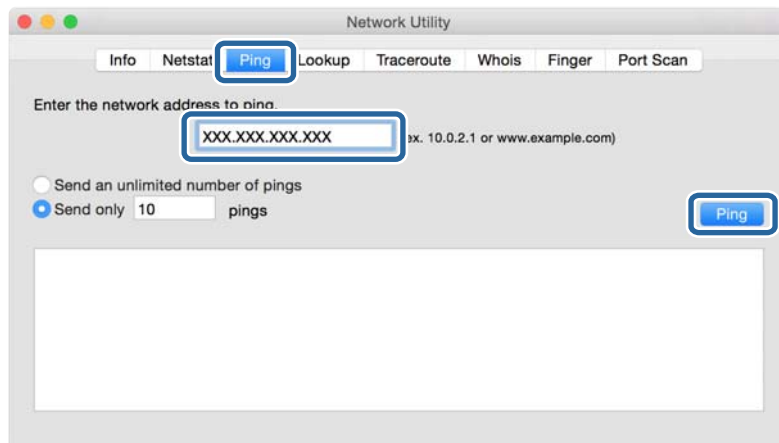 Network Utility
Info Netstat Ping Lookup Traceroute Whois Finger Port Scan
Enter the network address to ping.
XXX.XXX.XXX.XXX ex. 10.0.2.1 or www.example.com)
Send an unlimited number of pings
Send only 10 pings
Ping